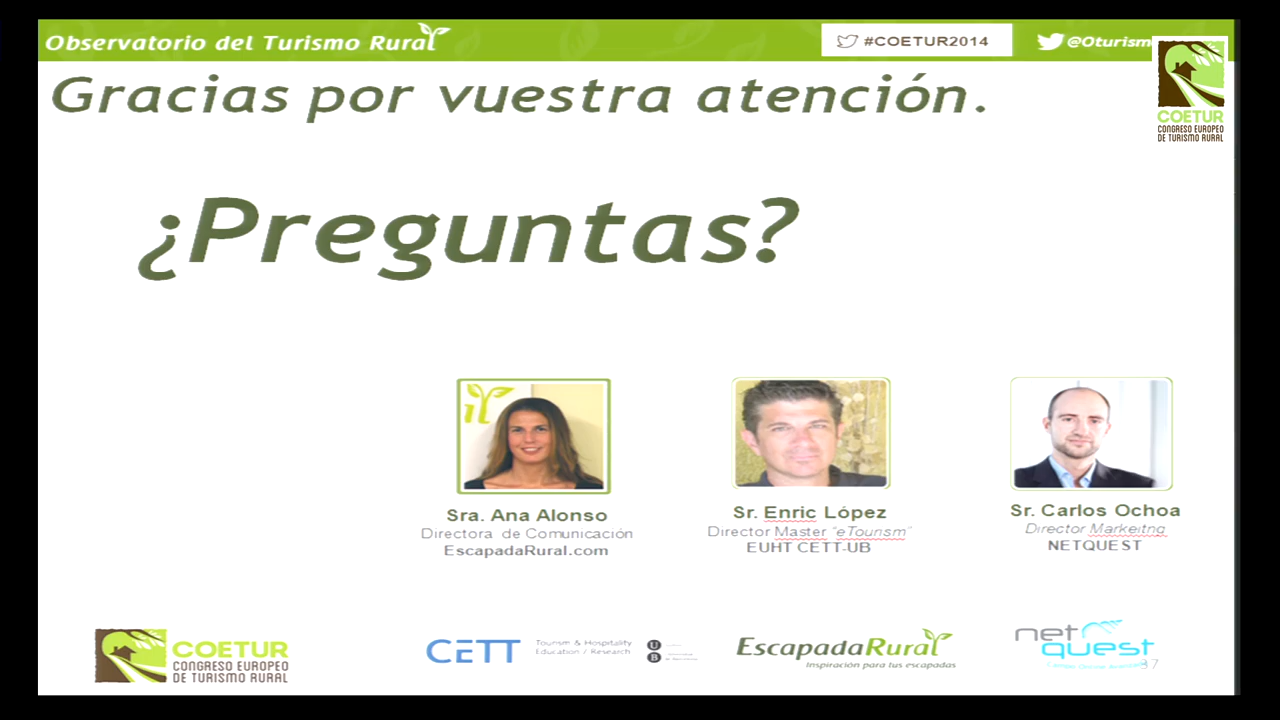 Observatorio del Turismo Rural
#COETUR2014
COETUR
CONGRESO EUROPEO
DE TURISMO RURAL
Gracias por vuestra atención.
¿Preguntas?
Sra. Ana Alonso
Directora de Comunicación
EscapadaRural.com
Sr. Enric López
Director Master “eTourism”
EUHT CETT-UB
Sr. Carlos Ochoa
Director Markeitng
NETQUEST
COETUR
CONGRESO EUROPEO
DE TURISMO RURAL
CETT
Tourism & Hospitality
Education / Research
U
B
EscapadaRural
Inspiración para tus escapadas
net
quest
37